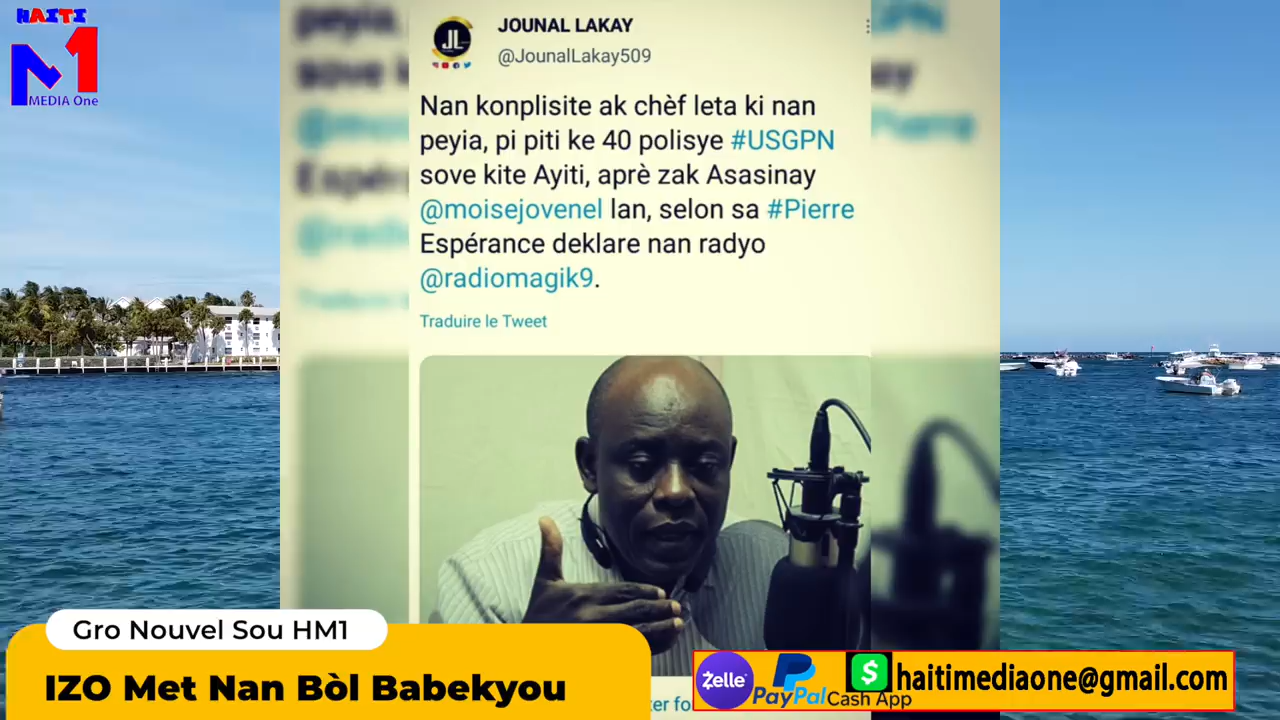 HAITI
M1
MEDIA One
JOUNAL LAKAY
JL
@JounalLakay509
Nan konplisite ak chèf leta ki nan
peyia, pi piti ke 40 polisye #USGPN
sove kite Ayiti, aprè zak Asasinay
@moisejovenel lan, selon sa #Pierre
Espérance deklare nan radyo
@radiomagik9.
Traduire le Tweet
Gro Nouvel Sou HM1
IZO Met Nan Bòl Babekyou
Zelle
PayPal
$
Cash App
haitimediaone@gmail.com